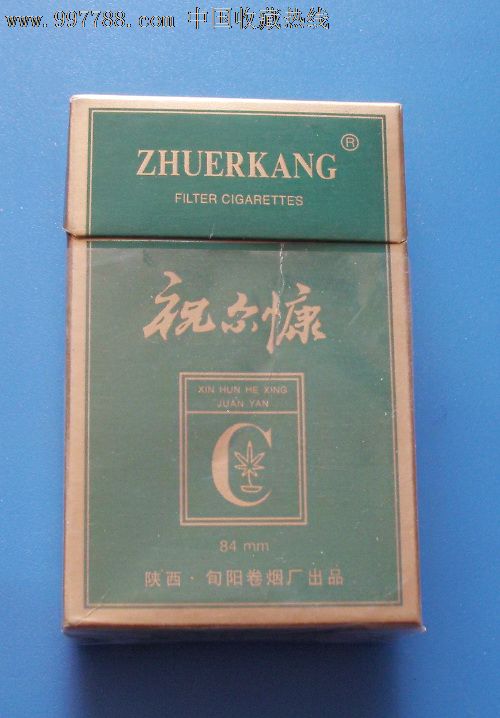 www.997788.com 中国收藏热线
ZHUERKANG ®
FILTER CIGARETTES
祝尔慷
XIN HUN HE XING
JUAN YAN
C
84 mm
陕西·旬阳卷烟厂出品